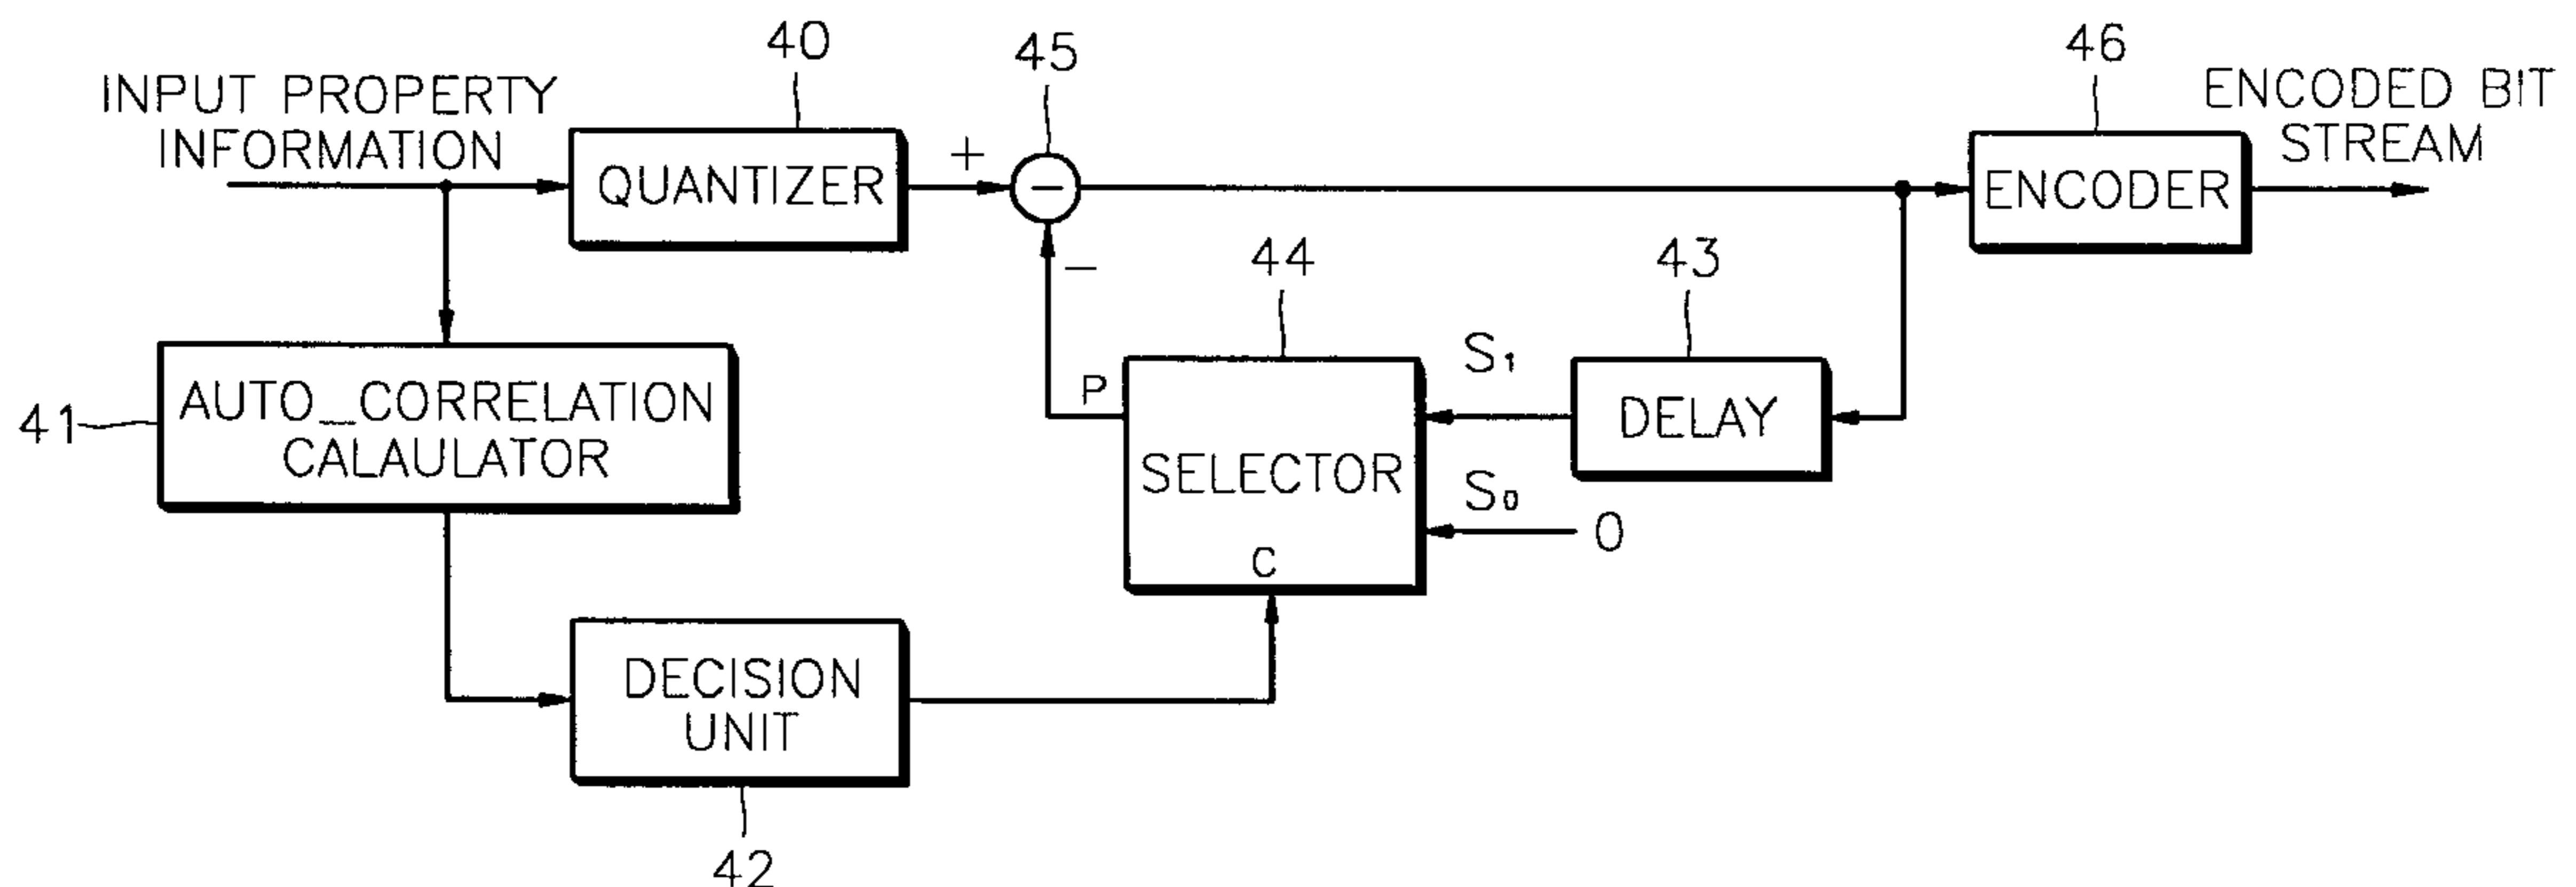 40
45
46
INPUT PROPERTY
INFORMATION
ENCODED BIT
STREAM
+
QUANTIZER
−
ENCODER
−
44
43
S₁
P
AUTO_CORRELATION
CALAULATOR
41
DELAY
SELECTOR
S₀
0
C
DECISION
UNIT
42